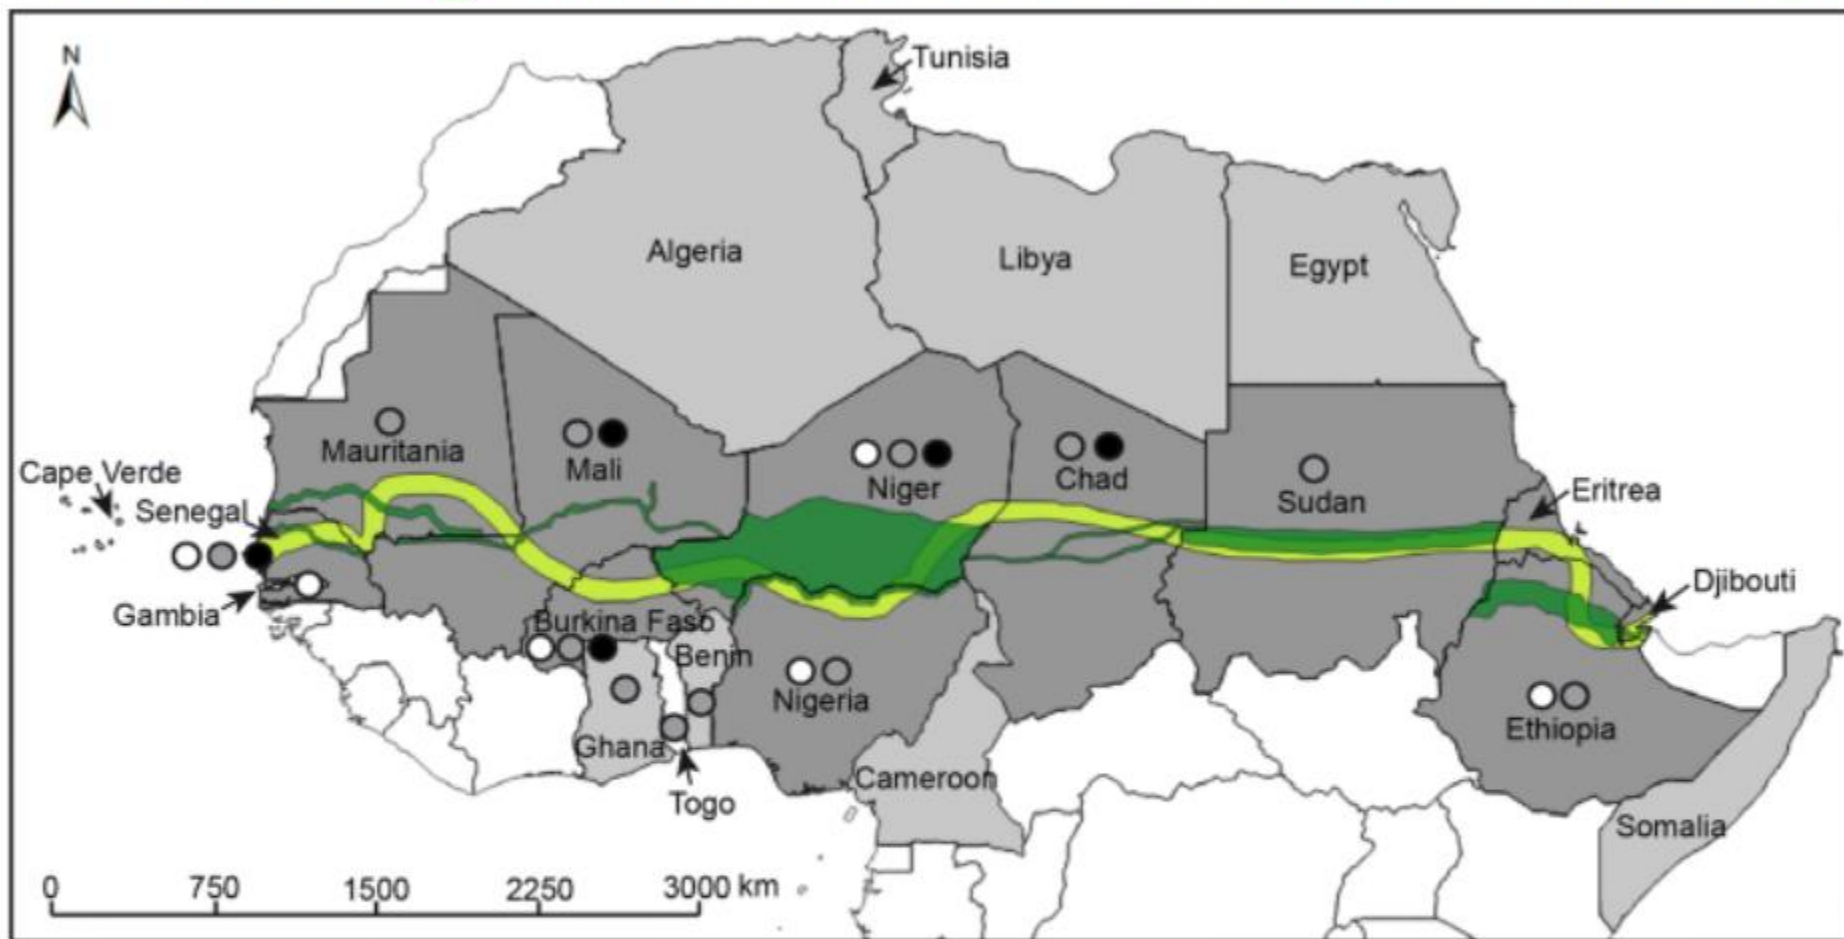 N
Tunisia
Algeria
Libya
Egypt
Mauritania
Mali
Niger
Chad
Sudan
Eritrea
Cape Verde
Senegal
Gambia
Djibouti
Burkina Faso
Benin
Nigeria
Ethiopia
Ghana
Togo
Cameroon
Somalia
0 750 1500 2250 3000 km